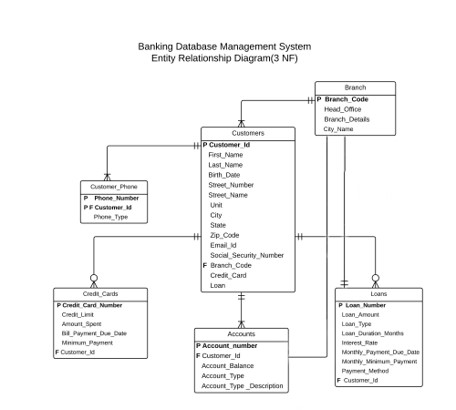 Banking Database Management System
Entity Relationship Diagram(3 NF)
Branch
P Branch_Code
Head_Office
Branch_Details
City_Name
Customers
P Customer_Id
First_Name
Last_Name
Birth_Date
Street_Number
Street_Name
Unit
City
State
Zip_Code
Email_Id
Social_Security_Number
F Branch_Code
Credit_Card
Loan
Customer_Phone
P Phone_Number
P F Customer_Id
Phone_Type
Credit_Cards
P Credit_Card_Number
Credit_Limit
Amount_Spent
Bill_Payment_Due_Date
Minimum_Payment
F Customer_Id
Accounts
P Account_number
F Customer_Id
Account_Balance
Account_Type
Account_Type _Description
Loans
P Loan_Number
Loan_Amount
Loan_Type
Loan_Duration_Months
Interest_Rate
Monthly_Payment_Due_Date
Monthly_Minimum_Payment
Payment_Method
F Customer_Id